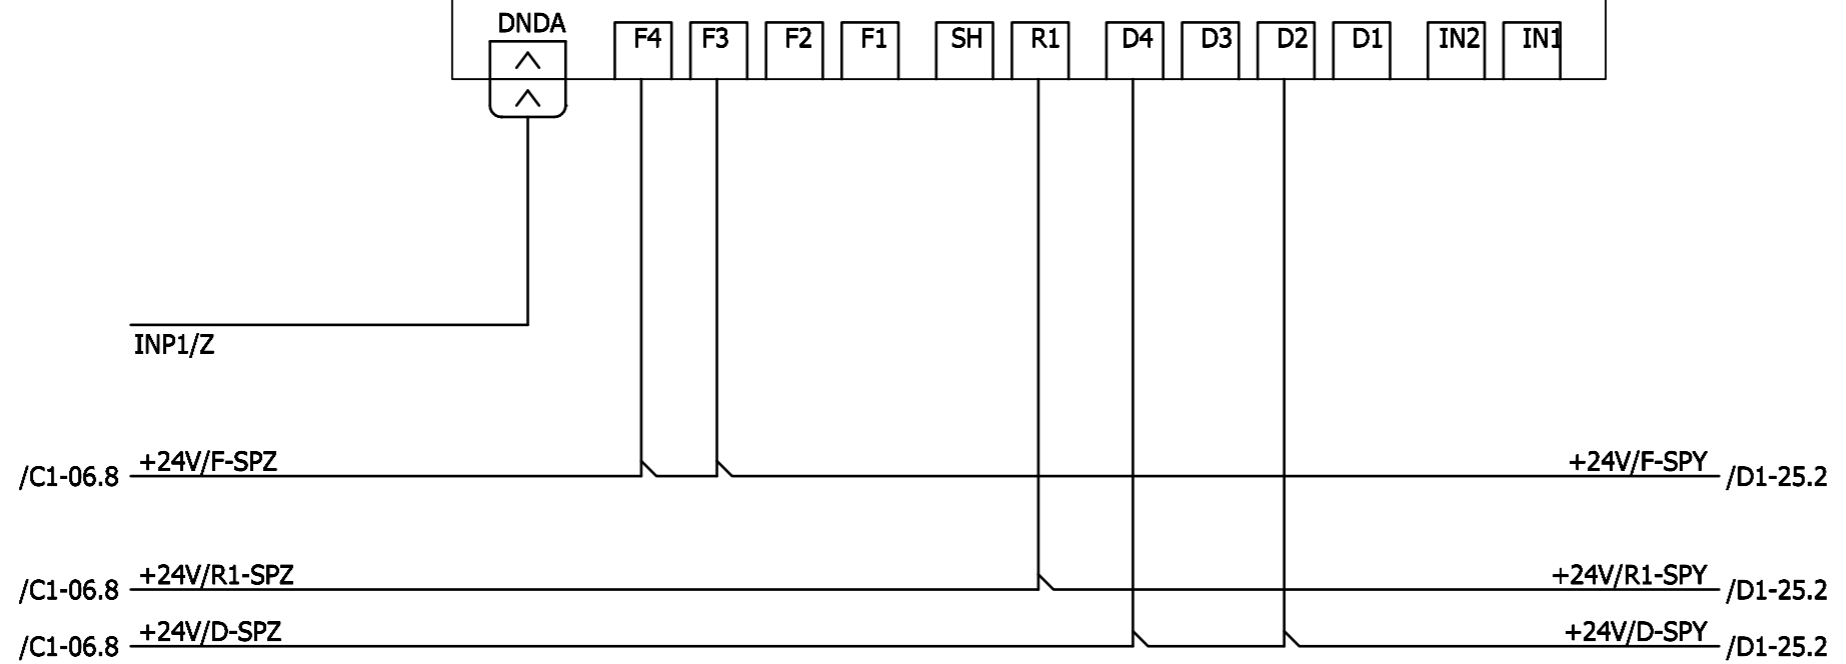 DNDA
F4 F3 F2 F1 SH R1 D4 D3 D2 D1 IN2 IN1
INP1/Z
/C1-06.8 +24V/F-SPZ +24V/F-SPY /D1-25.2
/C1-06.8 +24V/R1-SPZ +24V/R1-SPY /D1-25.2
/C1-06.8 +24V/D-SPZ +24V/D-SPY /D1-25.2